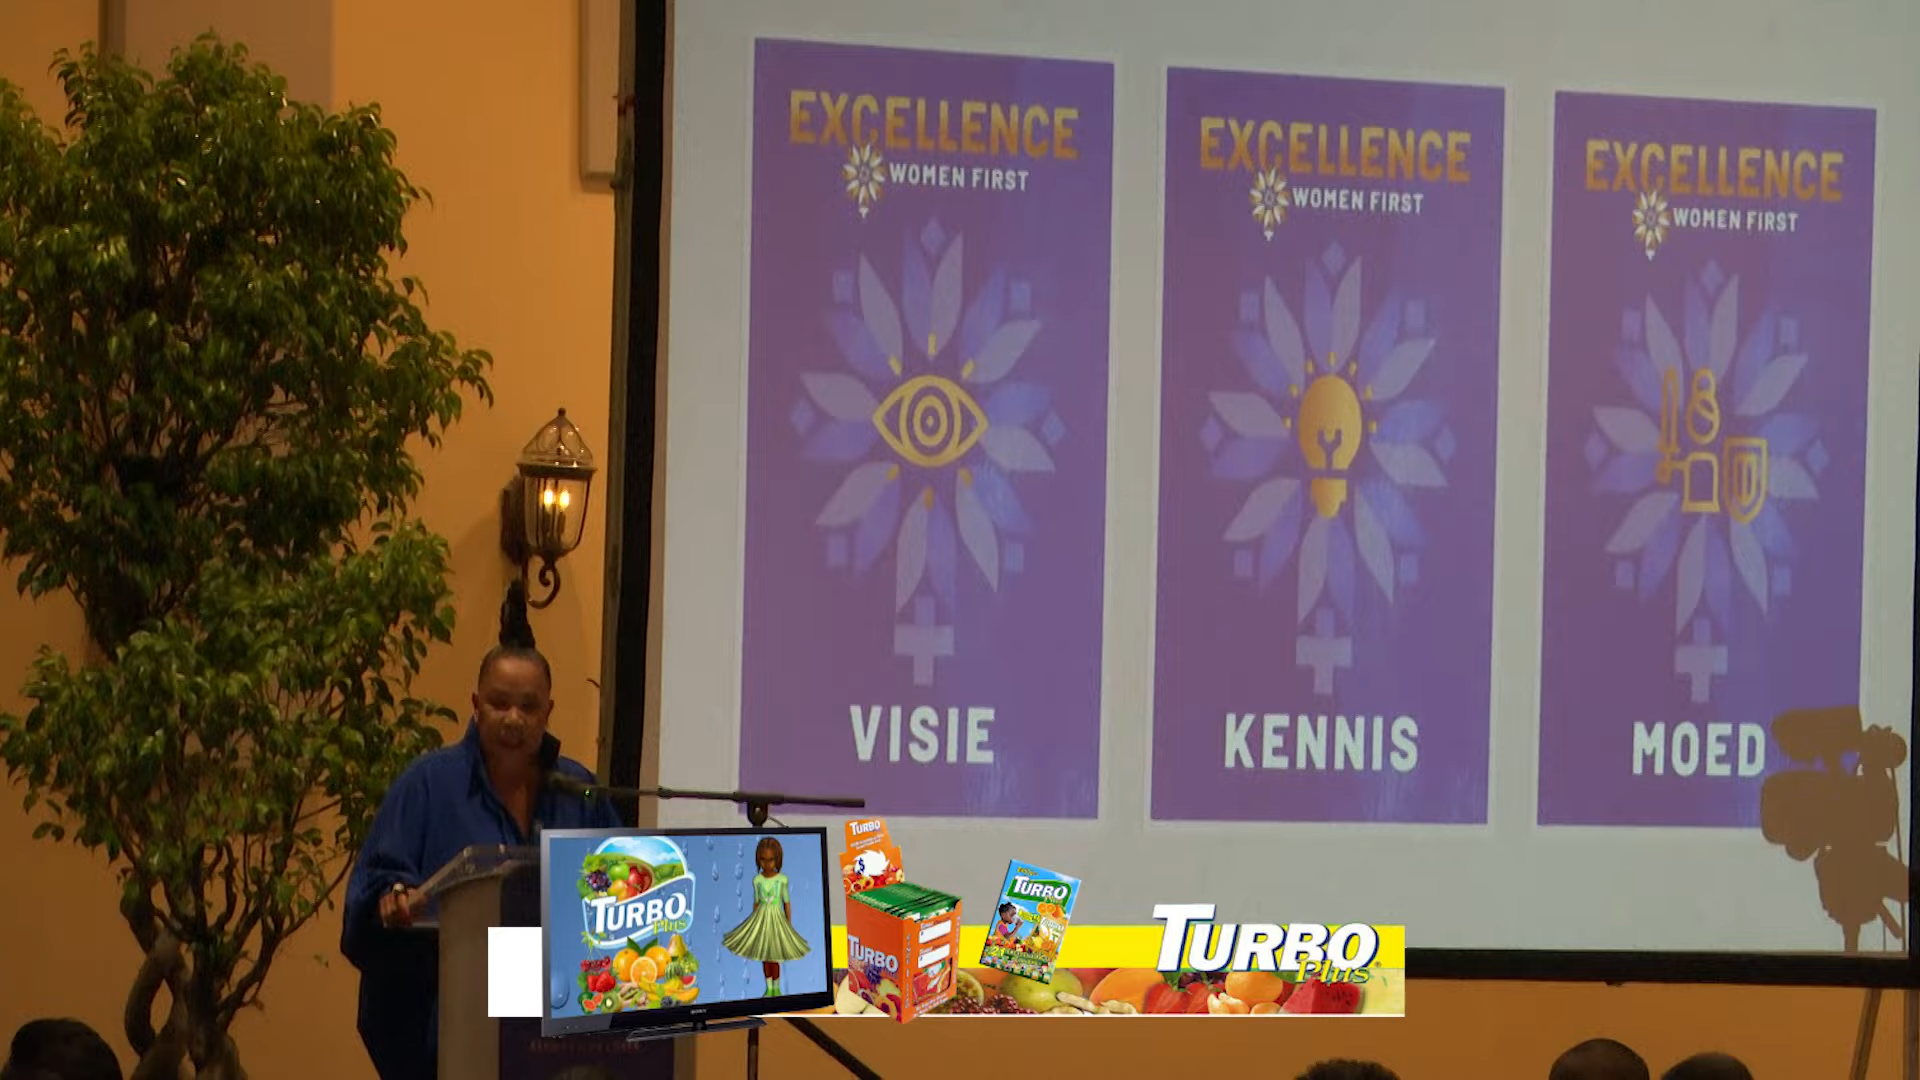 EXCELLENCE
WOMEN FIRST
VISIE
EXCELLENCE
WOMEN FIRST
KENNIS
EXCELLENCE
WOMEN FIRST
MOED
TURBO
Plus
TURBO
$
TURBO
TURBO
TURBO
Plus
SONY